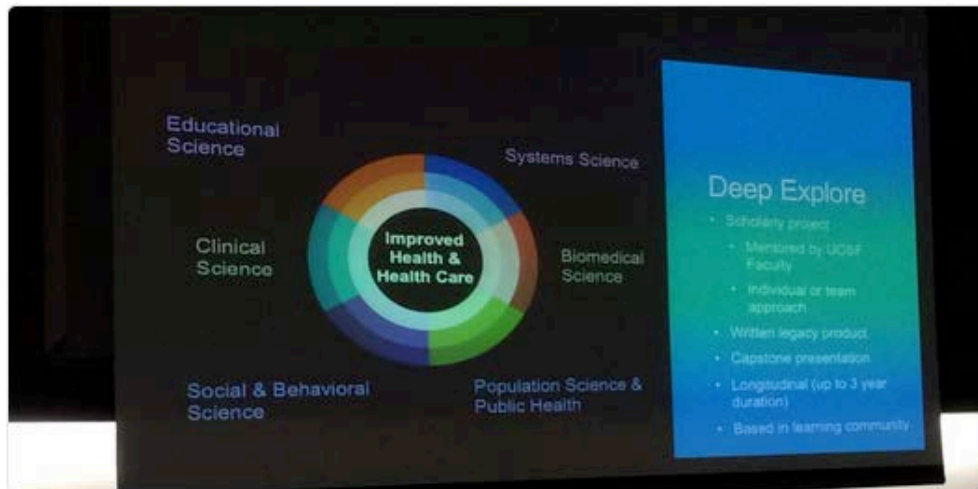 Educational
Science
Systems Science
Clinical
Science
Improved
Health &
Health Care
Biomedical
Science
Social & Behavioral
Science
Population Science &
Public Health
Deep Explore
• Scholarly project
• Mentored by UCSF
Faculty
• Individual or team
approach
• Written legacy product
• Capstone presentation
• Longitudinal (up to 3 year
duration)
• Based in learning community